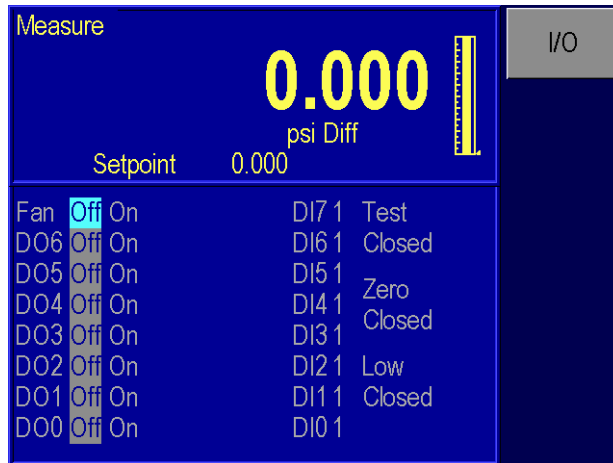 Measure
I/O
0.000
psi Diff
Setpoint 0.000
Fan Off On DI7 1 Test
DO6 Off On DI6 1 Closed
DO5 Off On DI5 1
Zero
DO4 Off On DI4 1
Closed
DO3 Off On DI3 1
DO2 Off On DI2 1 Low
DO1 Off On DI1 1 Closed
DO0 Off On DI0 1